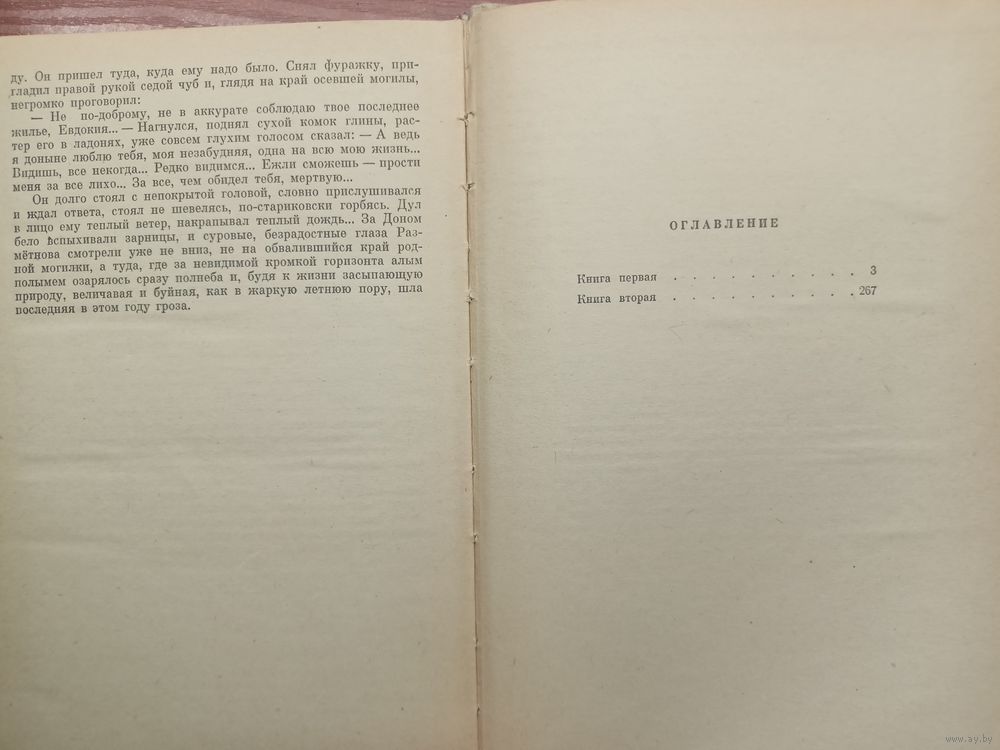 ду. Он пришел туда, куда ему надо было. Снял фуражку, при-
гладил правой рукой седой чуб и, глядя на край осевшей могилы,
негромко проговорил:
— Не по-доброму, не в аккурате соблюдаю твое последнее
жилье, Евдокия... — Нагнулся, поднял сухой комок глины, рас-
тер его в ладонях, уже совсем глухим голосом сказал: — А ведь
я доныне люблю тебя, моя незабудняя, одна на всю мою жизнь...
Видишь, все некогда... Редко видимся... Ежли сможешь — прости
меня за все лихо... За все, чем обидел тебя, мертвую...
Он долго стоял с непокрытой головой, словно прислушивался
и ждал ответа, стоял не шевелясь, по-стариковски горбясь. Дул
в лицо ему теплый ветер, накрапывал теплый дождь... За Доном
бело вспыхивали зарницы, и суровые, безрадостные глаза Раз-
мётнова смотрели уже не вниз, не на обвалившийся край род-
ной могилки, а туда, где за невидимой кромкой горизонта алым
полымем озарялось сразу полнеба и, будя к жизни засыпающую
природу, величавая и буйная, как в жаркую летнюю пору, шла
последняя в этом году гроза.
ОГЛАВЛЕНИЕ
Книга первая . . . . . . . . . . 3
Книга вторая . . . . . . . . . . 267
www.ay.by